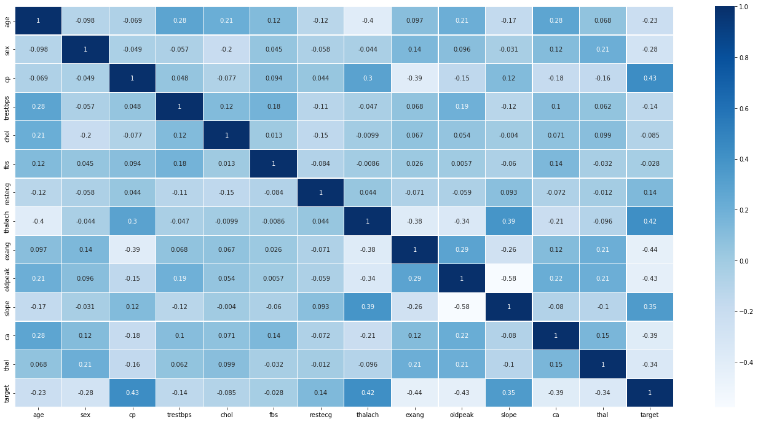 age 1 -0.098 -0.069 0.28 0.21 0.12 -0.12 -0.4 0.097 0.21 -0.17 0.28 0.068 -0.23
sex -0.098 1 -0.049 -0.057 -0.2 0.045 -0.058 -0.044 0.14 0.096 -0.031 0.12 0.21 -0.28
cp -0.069 -0.049 1 0.048 -0.077 0.094 0.044 0.3 -0.39 -0.15 0.12 -0.18 -0.16 0.43
trestbps 0.28 -0.057 0.048 1 0.12 0.18 -0.11 -0.047 0.068 0.19 -0.12 0.1 0.062 -0.14
chol 0.21 -0.2 -0.077 0.12 1 0.013 -0.15 -0.0099 0.067 0.054 -0.004 0.071 0.099 -0.085
fbs 0.12 0.045 0.094 0.18 0.013 1 -0.084 -0.0086 0.026 0.0057 -0.06 0.14 -0.032 -0.028
restecg -0.12 -0.058 0.044 -0.11 -0.15 -0.084 1 0.044 -0.071 -0.059 0.093 -0.072 -0.012 0.14
thalach -0.4 -0.044 0.3 -0.047 -0.0099 -0.0086 0.044 1 -0.38 -0.34 0.39 -0.21 -0.096 0.42
exang 0.097 0.14 -0.39 0.068 0.067 0.026 -0.071 -0.38 1 0.29 -0.26 0.12 0.21 -0.44
oldpeak 0.21 0.096 -0.15 0.19 0.054 0.0057 -0.059 -0.34 0.29 1 -0.58 0.22 0.21 -0.43
slope -0.17 -0.031 0.12 -0.12 -0.004 -0.06 0.093 0.39 -0.26 -0.58 1 -0.08 -0.1 0.35
ca 0.28 0.12 -0.18 0.1 0.071 0.14 -0.072 -0.21 0.12 0.22 -0.08 1 0.15 -0.39
thal 0.068 0.21 -0.16 0.062 0.099 -0.032 -0.012 -0.096 0.21 0.21 -0.1 0.15 1 -0.34
target -0.23 -0.28 0.43 -0.14 -0.085 -0.028 0.14 0.42 -0.44 -0.43 0.35 -0.39 -0.34 1
age sex cp trestbps chol fbs restecg thalach exang oldpeak slope ca thal target
1.0
0.8
0.6
0.4
0.2
0.0
-0.2
-0.4